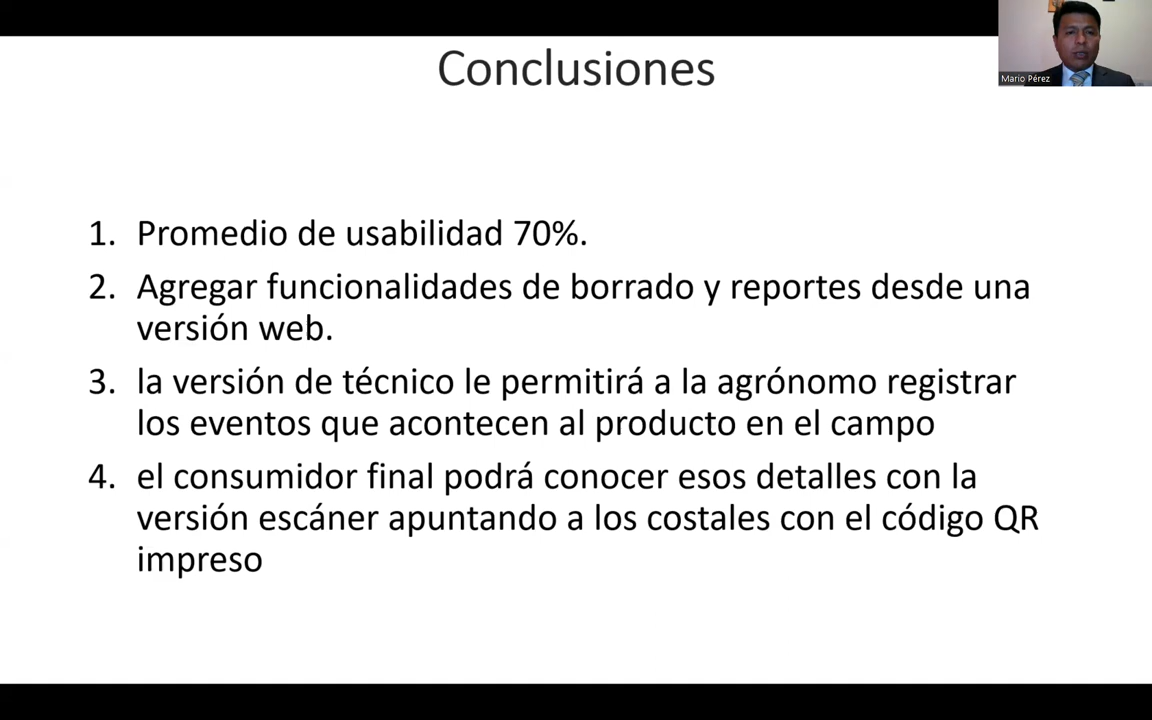 Conclusiones
Mario Pérez
1. Promedio de usabilidad 70%.
2. Agregar funcionalidades de borrado y reportes desde una
versión web.
3. la versión de técnico le permitirá a la agrónomo registrar
los eventos que acontecen al producto en el campo
4. el consumidor final podrá conocer esos detalles con la
versión escáner apuntando a los costales con el código QR
impreso